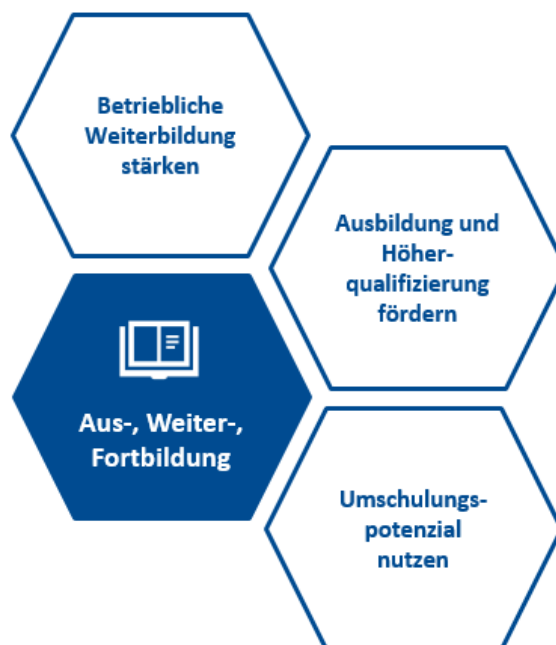 Betriebliche
Weiterbildung
stärken
Ausbildung und
Höher-
qualifizierung
fördern
Aus-, Weiter-,
Fortbildung
Umschulungs-
potenzial
nutzen